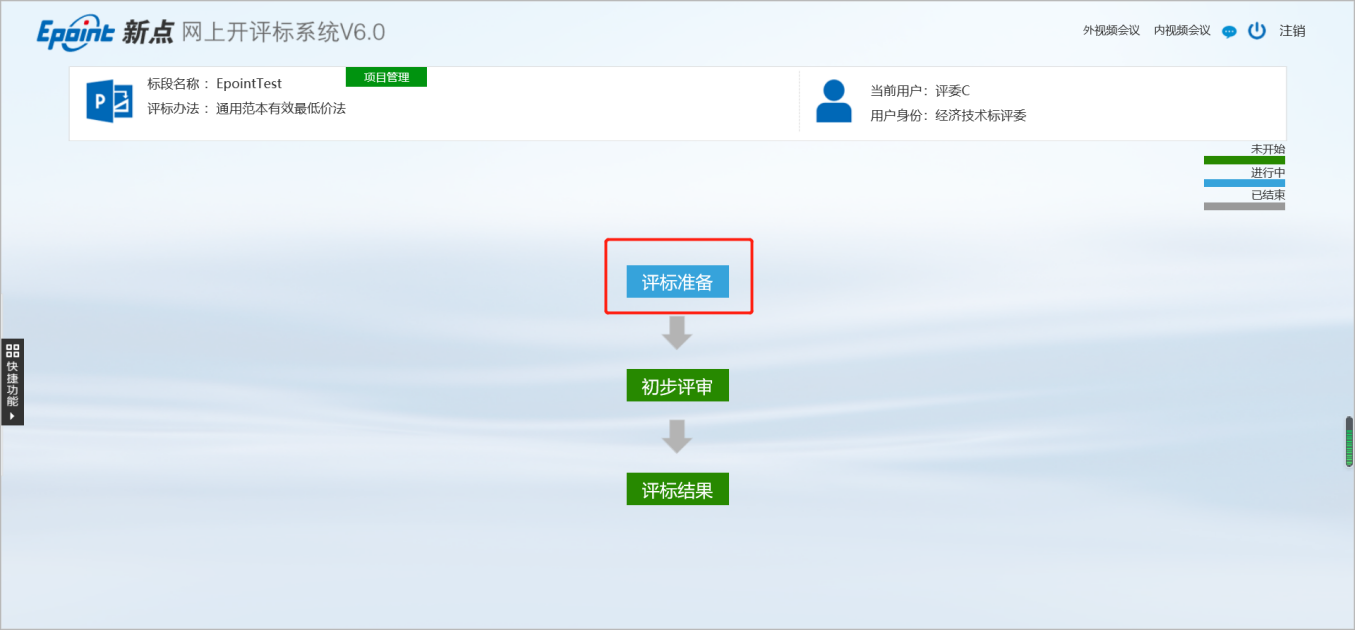 Epoint 新点 网上开评标系统V6.0
外视频会议 内视频会议 注销
标段名称： EpointTest
项目管理
评标办法： 通用范本有效最低价法
当前用户：评委C
用户身份：经济技术标评委
未开始
进行中
已结束
评标准备
初步评审
评标结果
快捷功能